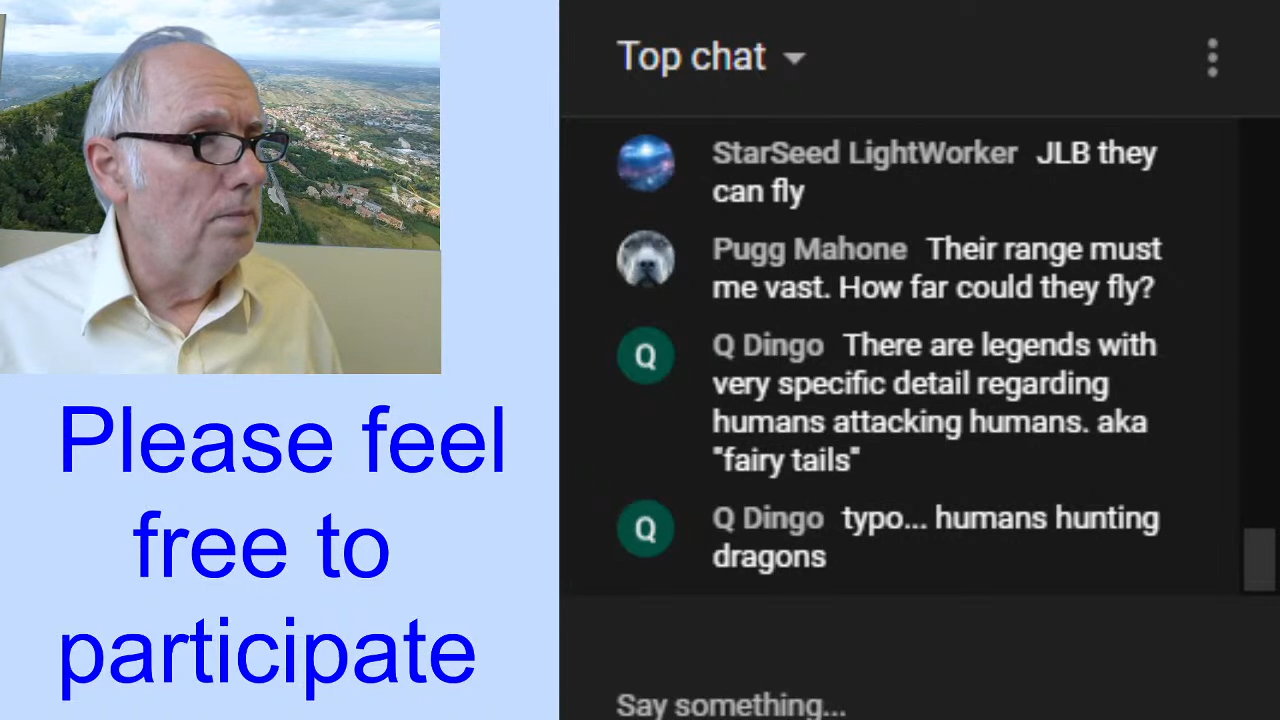 Please feel
free to
participate
Top chat
StarSeed LightWorker JLB they
can fly
Pugg Mahone Their range must
me vast. How far could they fly?
Q
Q Dingo There are legends with
very specific detail regarding
humans attacking humans. aka
"fairy tails"
Q
Q Dingo typo... humans hunting
dragons
Say something...